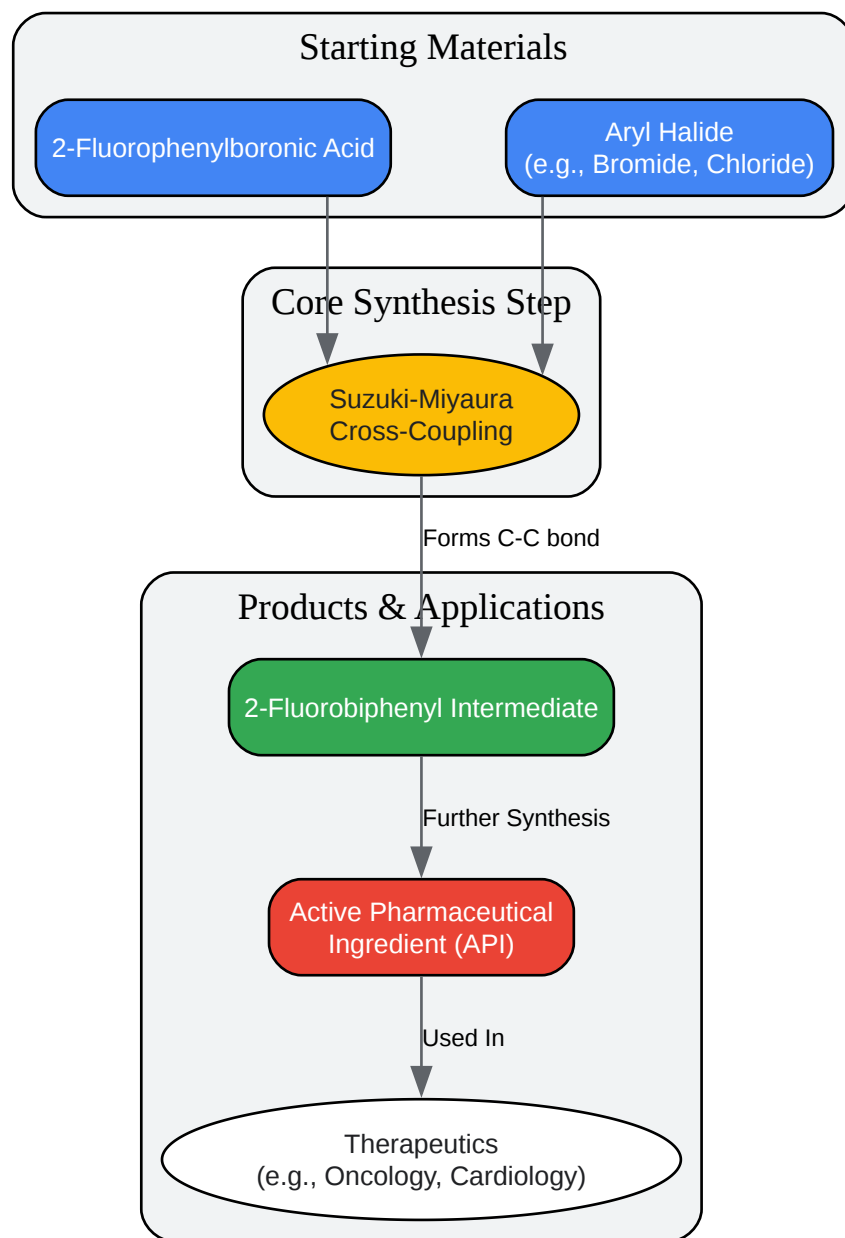 Starting Materials
2-Fluorophenylboronic Acid
Aryl Halide
(e.g., Bromide, Chloride)
Core Synthesis Step
Suzuki-Miyaura
Cross-Coupling
Forms C-C bond
Products & Applications
2-Fluorobiphenyl Intermediate
Further Synthesis
Active Pharmaceutical
Ingredient (API)
Used In
Therapeutics
(e.g., Oncology, Cardiology)